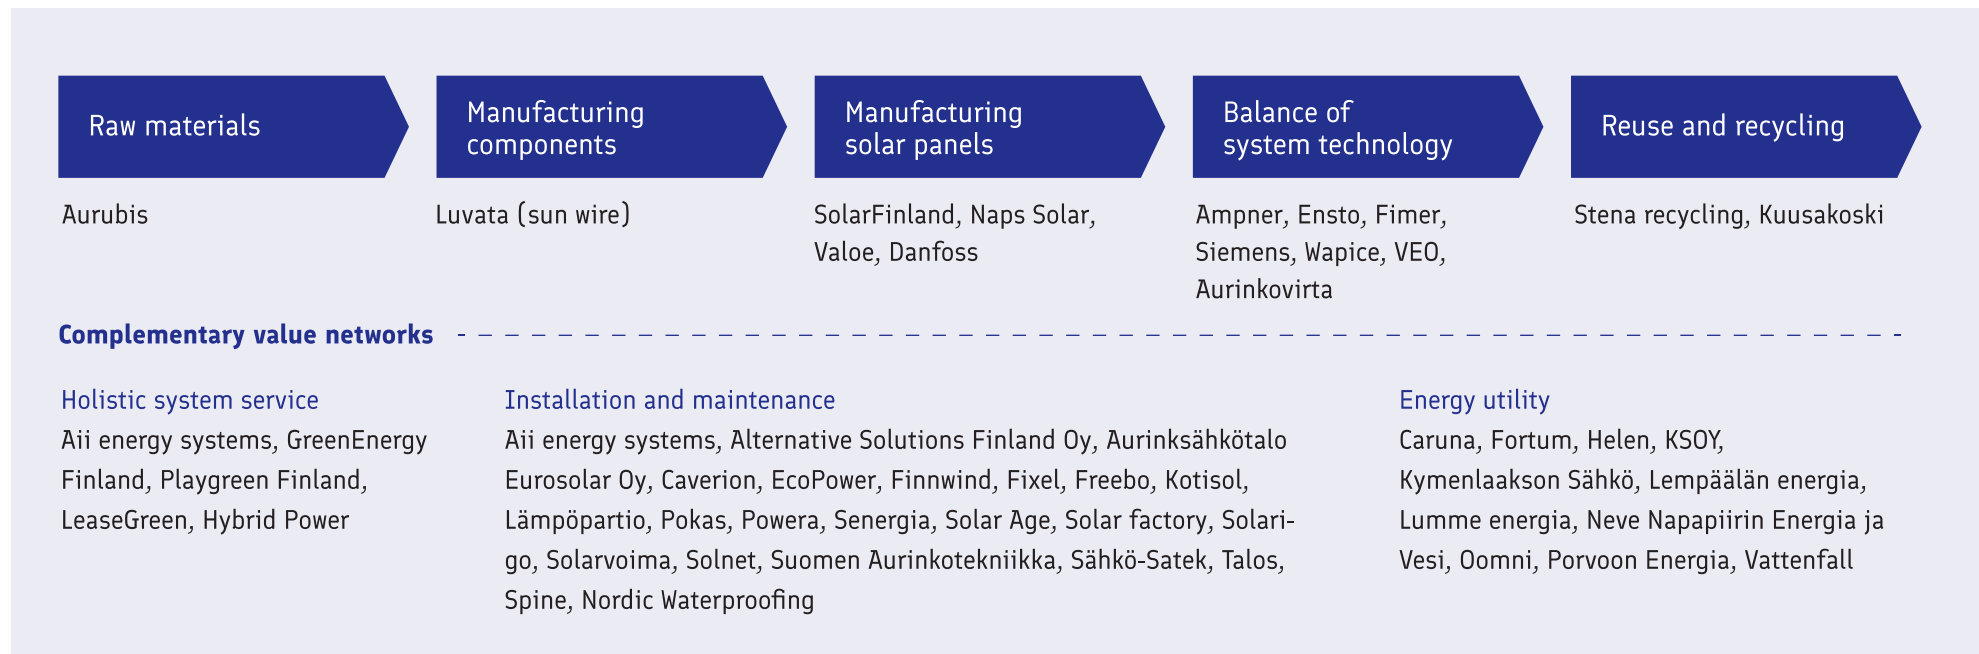 Raw materials
Manufacturing
components
Manufacturing
solar panels
Balance of
system technology
Reuse and recycling
Aurubis
Luvata (sun wire)
SolarFinland, Naps Solar,
Valoe, Danfoss
Ampner, Ensto, Fimer,
Siemens, Wapice, VEO,
Aurinkovirta
Stena recycling, Kuusakoski
Complementary value networks
Holistic system service
Aii energy systems, GreenEnergy
Finland, Playgreen Finland,
LeaseGreen, Hybrid Power
Installation and maintenance
Aii energy systems, Alternative Solutions Finland Oy, Aurinksähkötalo
Eurosolar Oy, Caverion, EcoPower, Finnwind, Fixel, Freebo, Kotisol,
Lämpöpartio, Pokas, Powera, Senergia, Solar Age, Solar factory, Solari-
go, Solarvoima, Solnet, Suomen Aurinkotekniikka, Sähkö-Satek, Talos,
Spine, Nordic Waterproofing
Energy utility
Caruna, Fortum, Helen, KSOY,
Kymenlaakson Sähkö, Lempäälän energia,
Lumme energia, Neve Napapiirin Energia ja
Vesi, Oomni, Porvoon Energia, Vattenfall